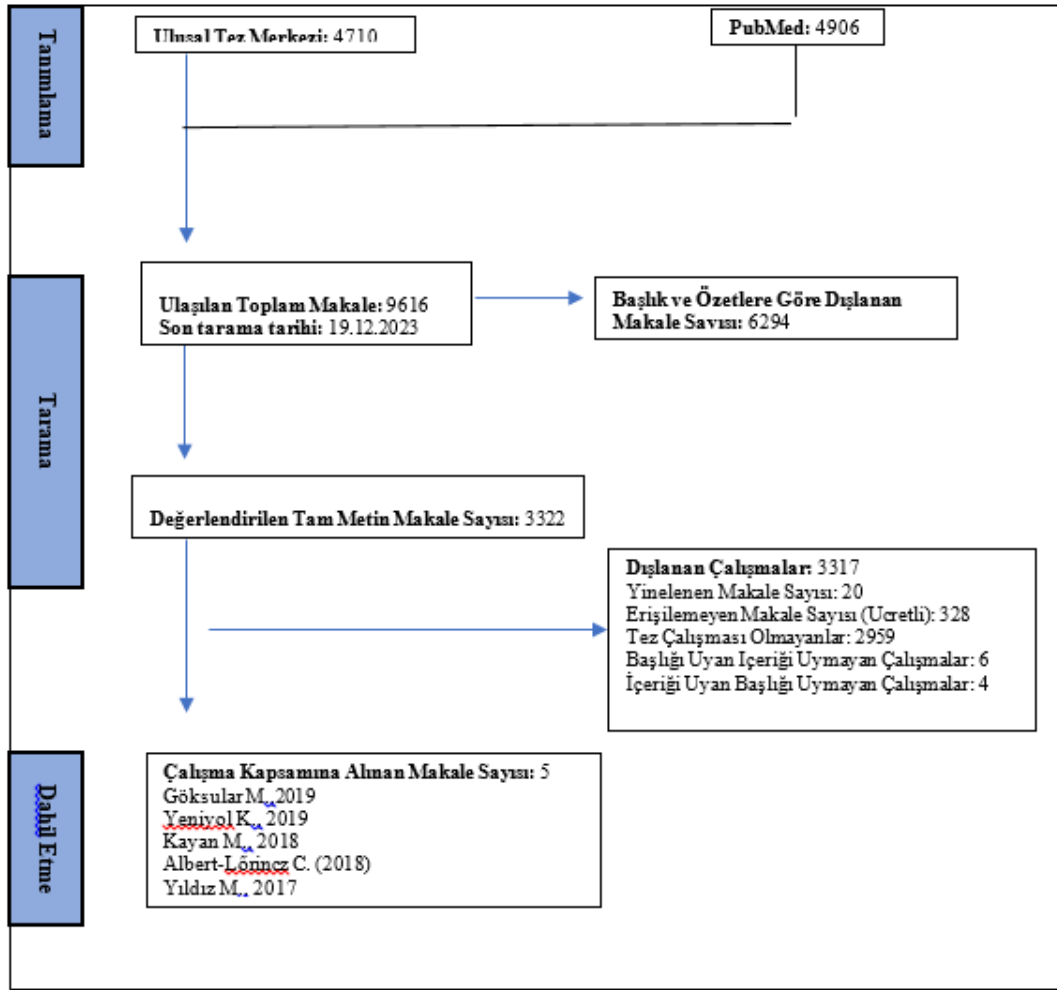 Tanımlama
Ulusal Tez Merkezi: 4710
PubMed: 4906
Tarama
Ulaşılan Toplam Makale: 9616
Son tarama tarihi: 19.12.2023
Başlık ve Özetlere Göre Dışlanan
Makale Sayısı: 6294
Değerlendirilen Tam Metin Makale Sayısı: 3322
Dışlanan Çalışmalar: 3317
Yinelenen Makale Sayısı: 20
Erişilemeyen Makale Sayısı (Ücretli): 328
Tez Çalışması Olmayanlar: 2959
Başlığı Uyan İçeriği Uymayan Çalışmalar: 6
İçeriği Uyan Başlığı Uymayan Çalışmalar: 4
Dahil Etme
Çalışma Kapsamına Alınan Makale Sayısı: 5
Göksular M., 2019
Yeniyol K., 2019
Kayan M., 2018
Albert-Lőrincz C. (2018)
Yıldız M., 2017